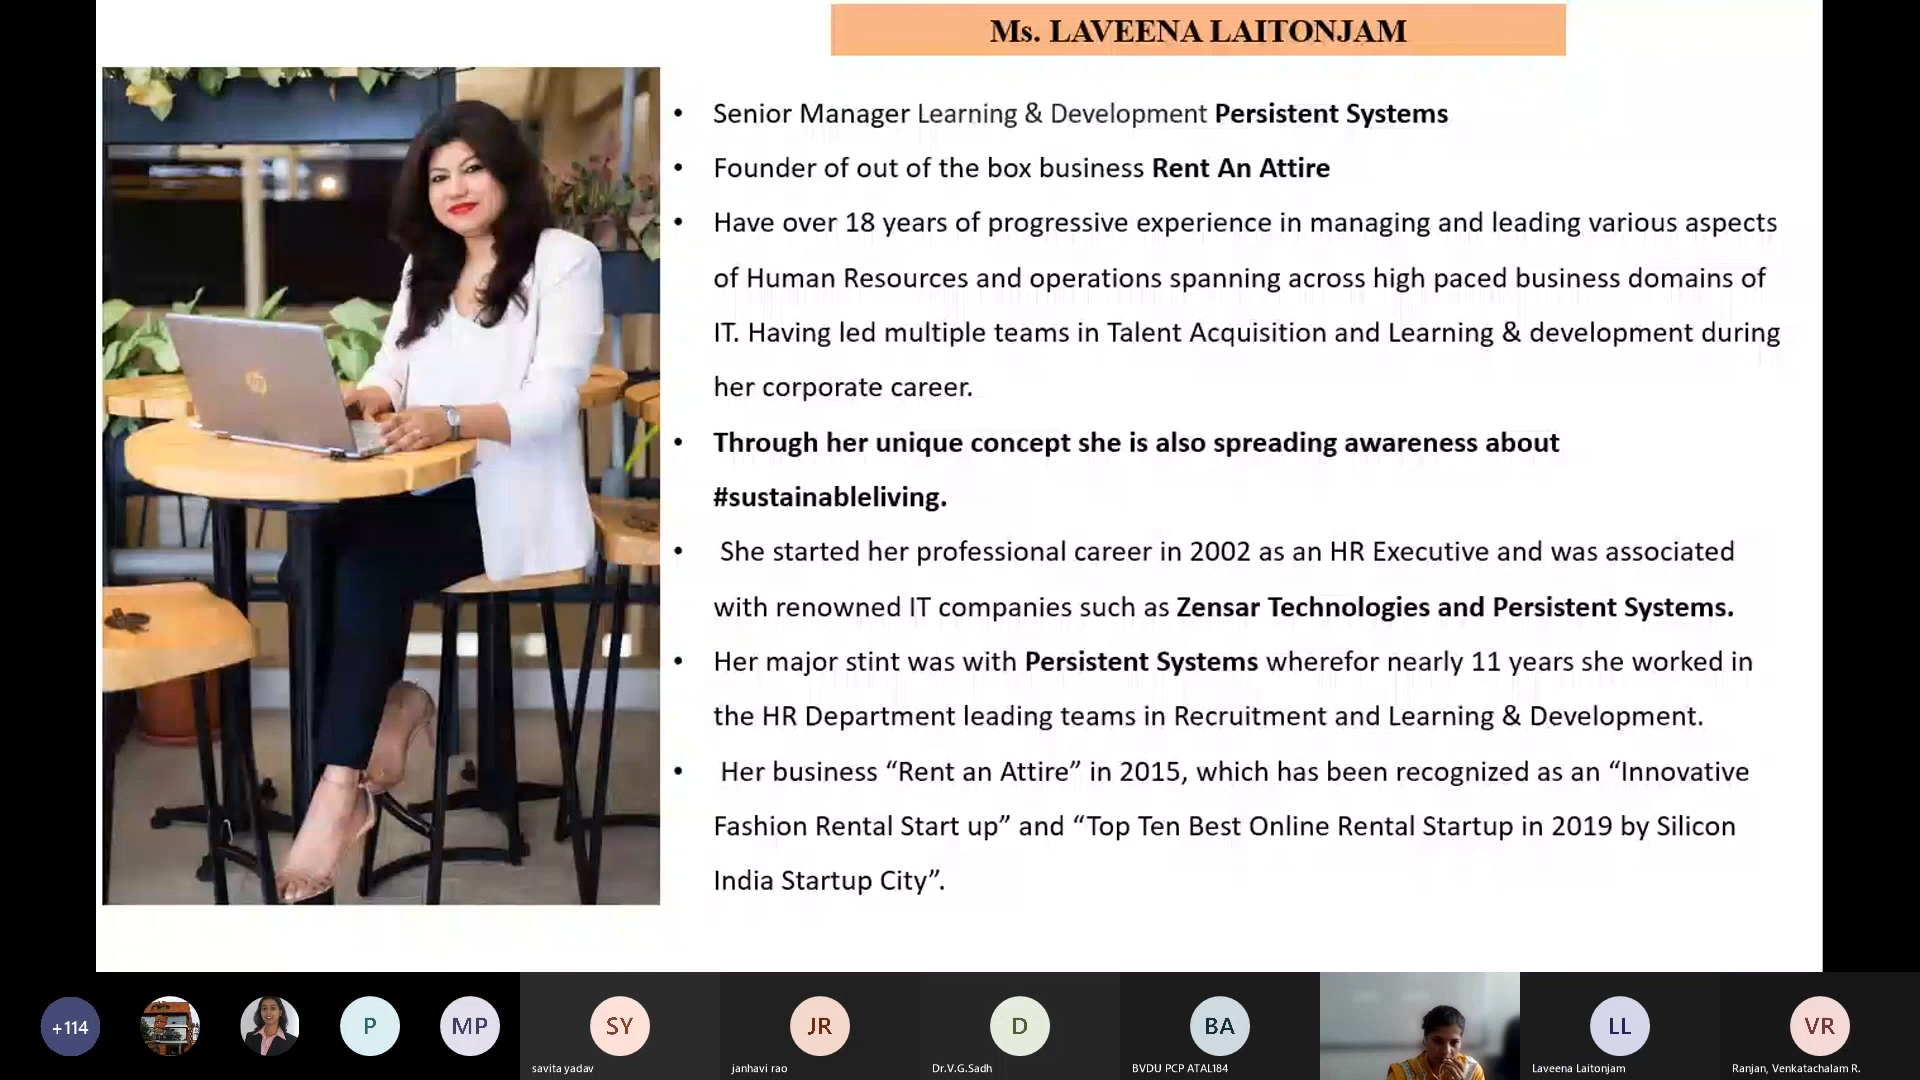 Ms. LAVEENA LAITONJAM
• Senior Manager Learning & Development Persistent Systems
• Founder of out of the box business Rent An Attire
• Have over 18 years of progressive experience in managing and leading various aspects
of Human Resources and operations spanning across high paced business domains of
IT. Having led multiple teams in Talent Acquisition and Learning & development during
her corporate career.
• Through her unique concept she is also spreading awareness about
#sustainableliving.
• She started her professional career in 2002 as an HR Executive and was associated
with renowned IT companies such as Zensar Technologies and Persistent Systems.
• Her major stint was with Persistent Systems wherefor nearly 11 years she worked in
the HR Department leading teams in Recruitment and Learning & Development.
• Her business “Rent an Attire” in 2015, which has been recognized as an “Innovative
Fashion Rental Start up” and “Top Ten Best Online Rental Startup in 2019 by Silicon
India Startup City”.
+114
P
MP
SY
JR
D
BA
LL
VR
savita yadav
janhavi rao
Dr.V.G.Sadh
BVDU PCP ATAL184
Laveena Laitonjam
Ranjan, Venkatachalam R.